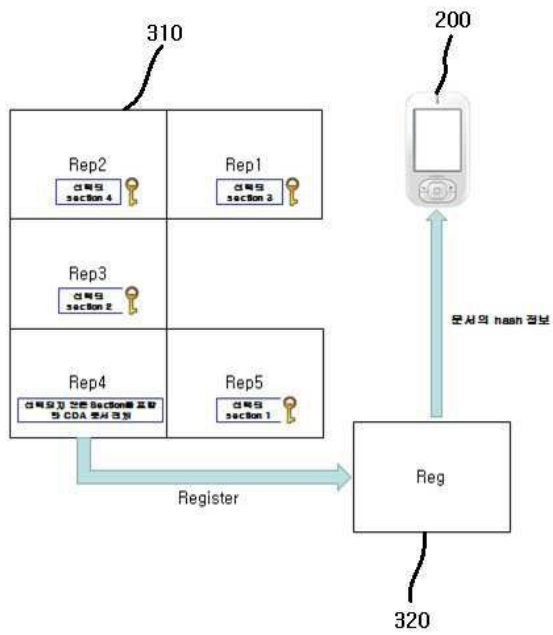 310
200
Rep2
선택된
section 4
Rep1
선택된
section 3
Rep3
선택된
section 2
문서의 hash 정보
Rep4
선택되지 않은 Section를 포함
한 CDA 문서 전체
Rep5
선택된
section 1
Reg
Register
320